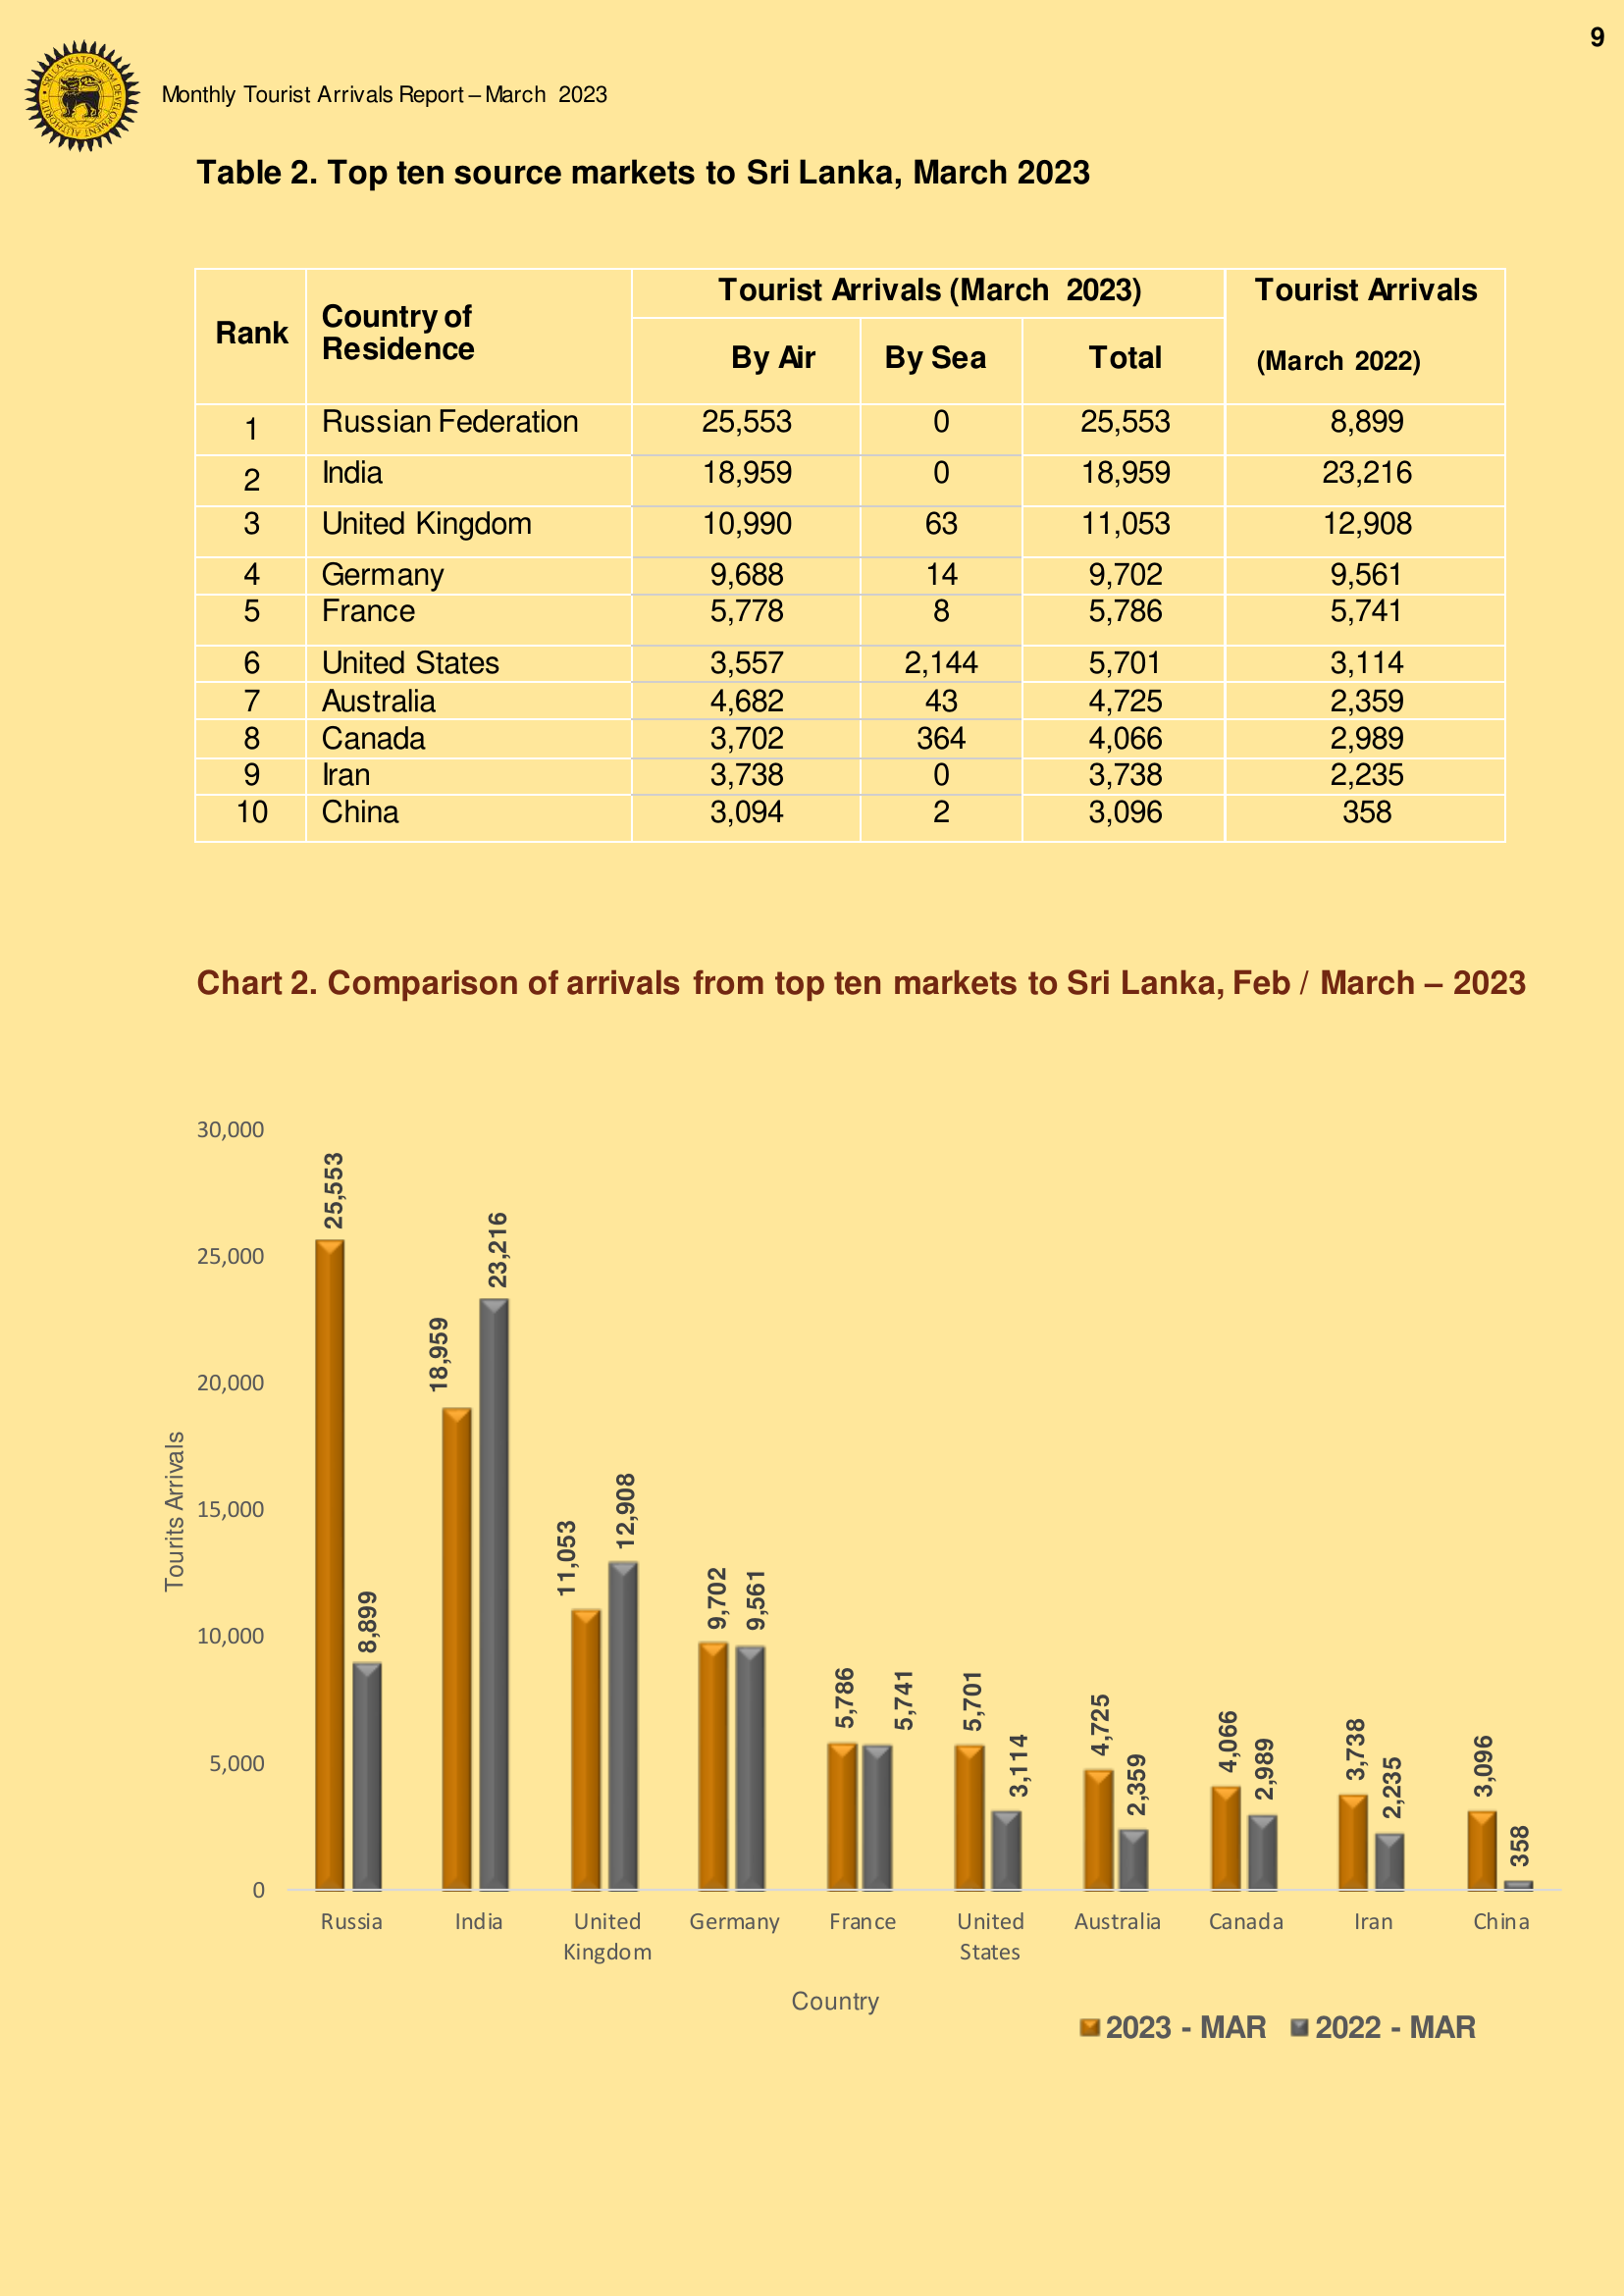 9
SRI LANKA TOURISM DEVELOPMENT AUTHORITY
Monthly Tourist Arrivals Report – March 2023
Table 2. Top ten source markets to Sri Lanka, March 2023
Rank Country of Residence Tourist Arrivals (March 2023) Tourist Arrivals (March 2022)
By Air By Sea Total
1 Russian Federation 25,553 0 25,553 8,899
2 India 18,959 0 18,959 23,216
3 United Kingdom 10,990 63 11,053 12,908
4 Germany 9,688 14 9,702 9,561
5 France 5,778 8 5,786 5,741
6 United States 3,557 2,144 5,701 3,114
7 Australia 4,682 43 4,725 2,359
8 Canada 3,702 364 4,066 2,989
9 Iran 3,738 0 3,738 2,235
10 China 3,094 2 3,096 358
Chart 2. Comparison of arrivals from top ten markets to Sri Lanka, Feb / March – 2023
Tourits Arrivals
30,000
25,000
20,000
15,000
10,000
5,000
0
25,553 8,899
18,959 23,216
11,053 12,908
9,702 9,561
5,786 5,741
5,701 3,114
4,725 2,359
4,066 2,989
3,738 2,235
3,096 358
Russia India United Germany France United Australia Canada Iran China
Kingdom States
Country
2023 - MAR 2022 - MAR